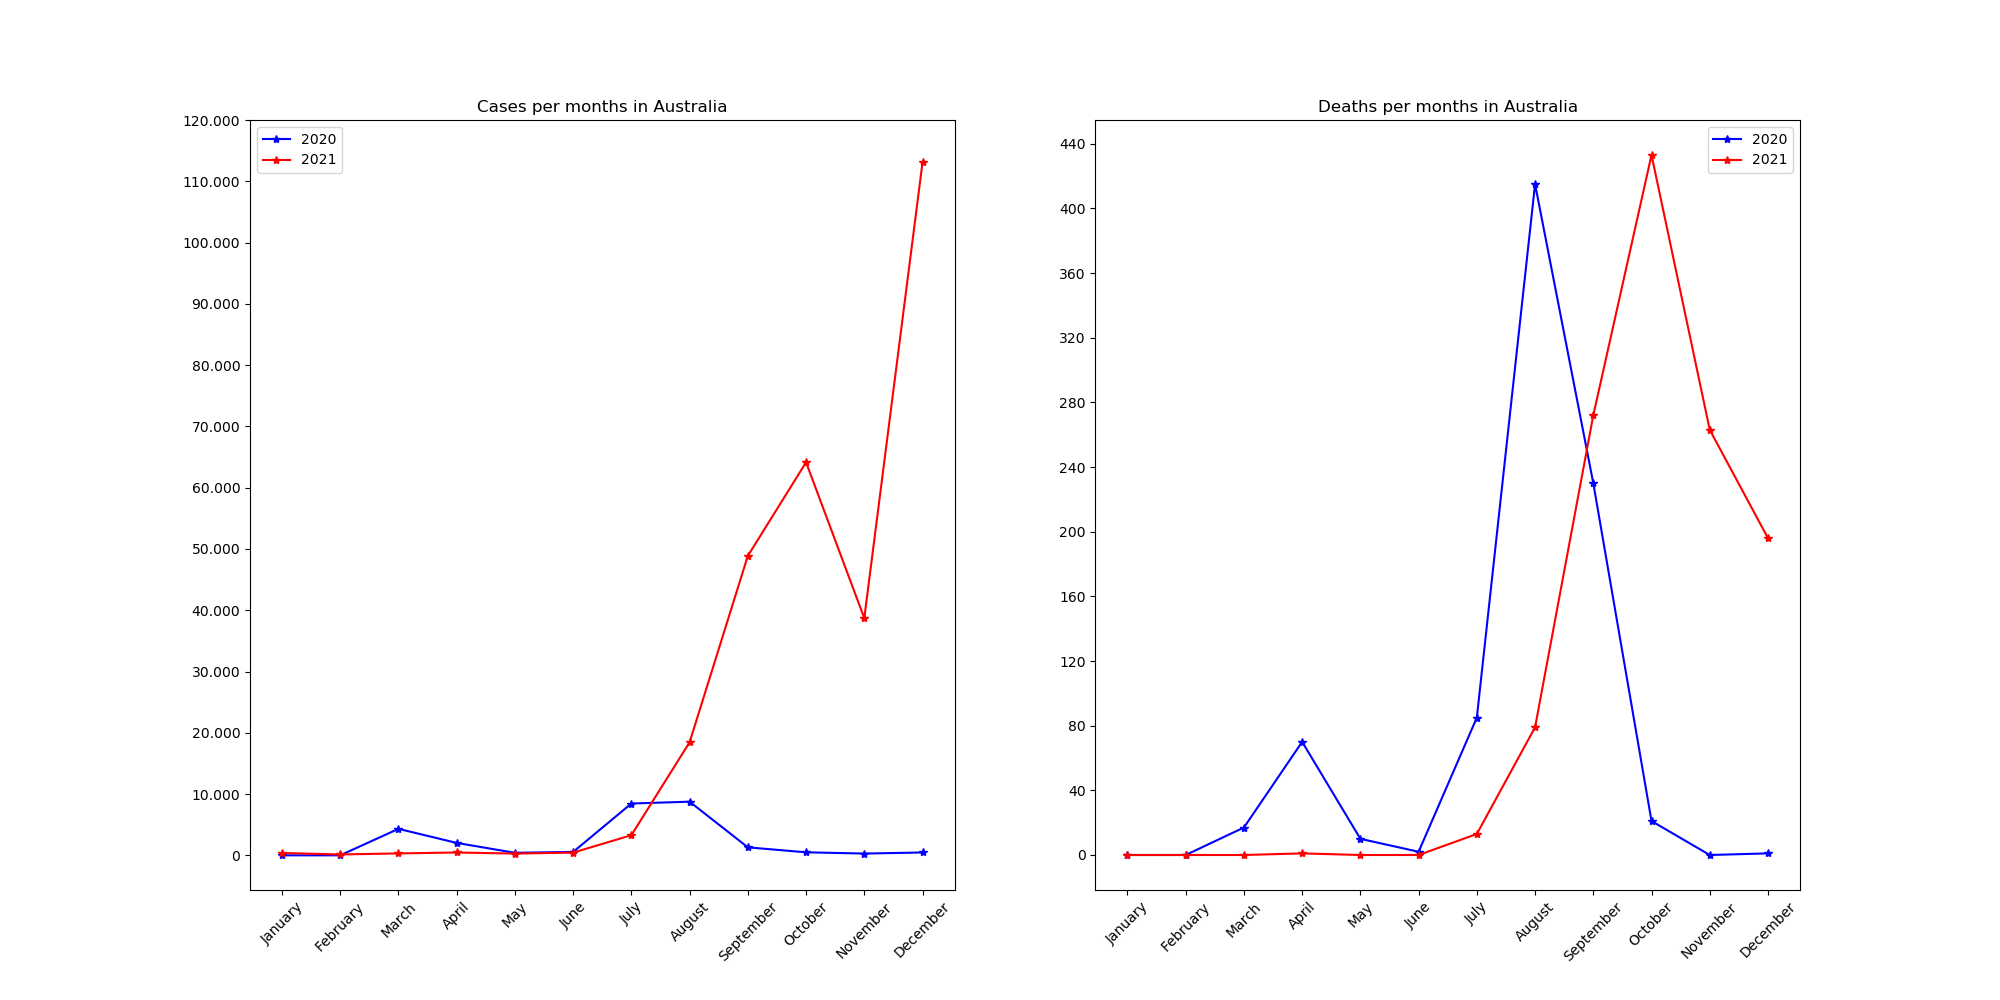 Cases per months in Australia
120.000
110.000
100.000
90.000
80.000
70.000
60.000
50.000
40.000
30.000
20.000
10.000
0
2020
2021
January
February
March
April
May
June
July
August
September
October
November
December
Deaths per months in Australia
440
400
360
320
280
240
200
160
120
80
40
0
2020
2021
January
February
March
April
May
June
July
August
September
October
November
December